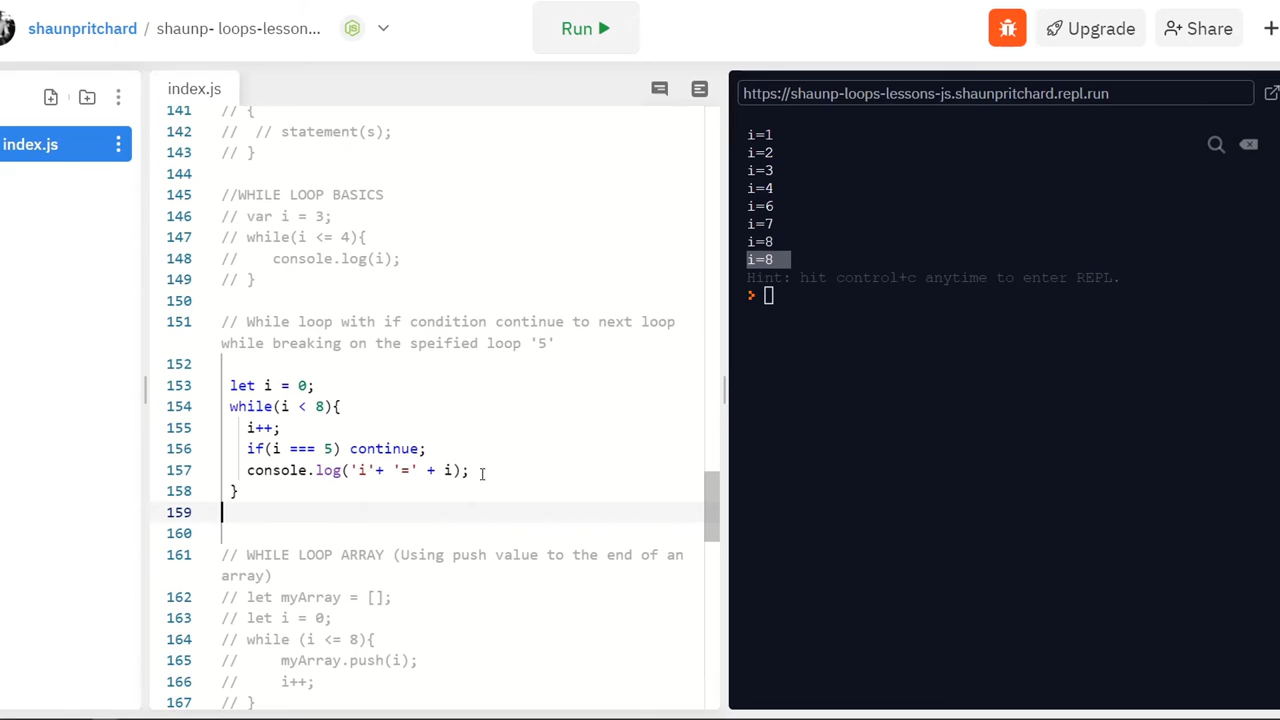 shaunpritchard / shaunp- loops-lesson...
Run
Upgrade
Share
index.js
index.js
141 // {
142 //  // statement(s);
143 // }
144
145 //WHILE LOOP BASICS
146 // var i = 3;
147 // while(i <= 4){
148 //    console.log(i);
149 // }
150
151 // While loop with if condition continue to next loop
while breaking on the speified loop '5'
152
153 let i = 0;
154 while(i < 8){
155 i++;
156 if(i === 5) continue;
157 console.log('i'+ '=' + i);
158 }
159
160
161 // WHILE LOOP ARRAY (Using push value to the end of an
array)
162 // let myArray = [];
163 // let i = 0;
164 // while (i <= 8){
165 //     myArray.push(i);
166 //     i++;
167 // }
https://shaunp-loops-lessons-js.shaunpritchard.repl.run
i=1
i=2
i=3
i=4
i=6
i=7
i=8
i=8
Hint: hit control+c anytime to enter REPL.
>